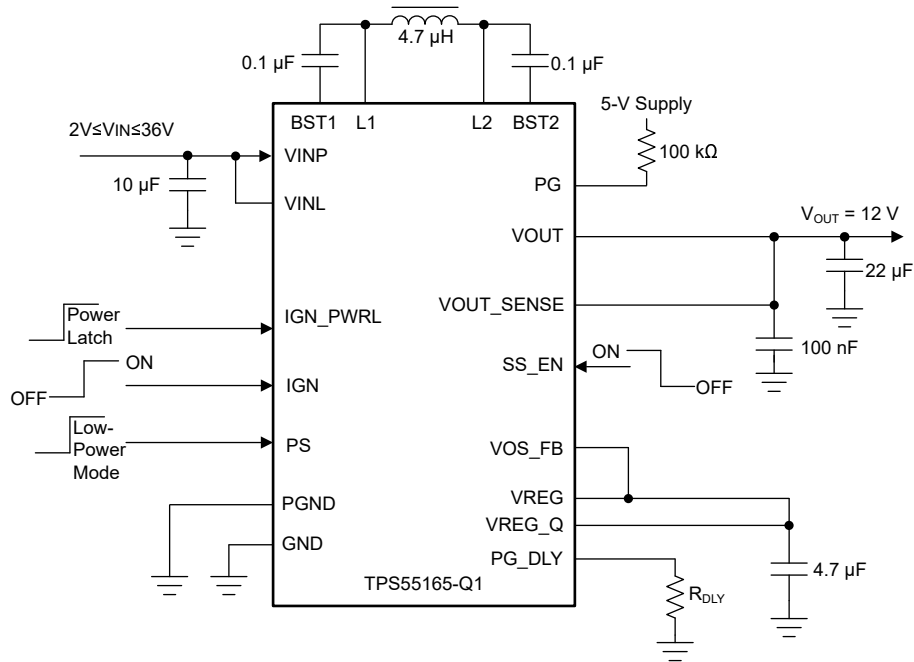 4.7 µH
0.1 µF
0.1 µF
BST1
L1
L2
BST2
5-V Supply
100 kΩ
2V≤VIN≤36V
VINP
10 µF
VINL
PG
VOUT
VOUT = 12 V
22 µF
VOUT_SENSE
100 nF
Power
Latch
IGN_PWRL
SS_EN
ON
OFF
ON
OFF
IGN
Low-
Power
Mode
PS
VOS_FB
PGND
VREG
VREG_Q
GND
PG_DLY
4.7 µF
TPS55165-Q1
RDLY